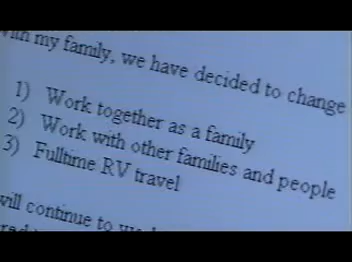 with my family, we have decided to change
1) Work together as a family
2) Work with other families and people
3) Fulltime RV travel
will continue to